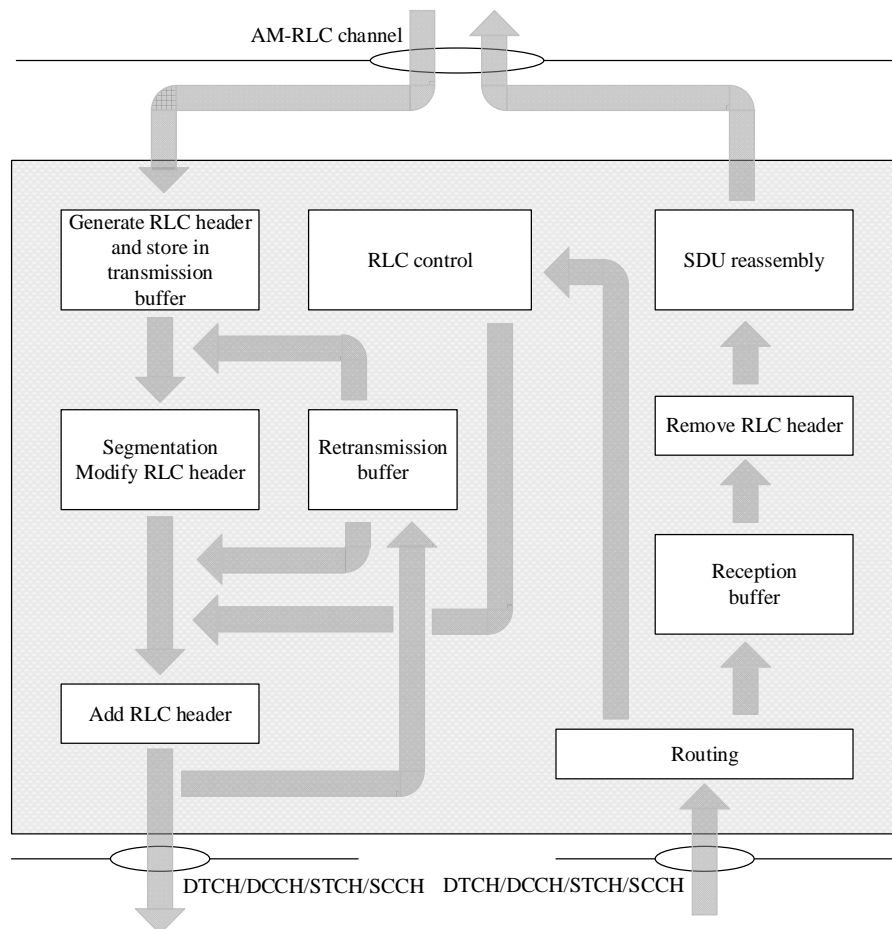 AM-RLC channel
Generate RLC header
and store in
transmission
buffer
RLC control
SDU reassembly
Segmentation
Modify RLC header
Retransmission
buffer
Remove RLC header
Reception
buffer
Add RLC header
Routing
DTCH/DCCH/STCH/SCCH
DTCH/DCCH/STCH/SCCH